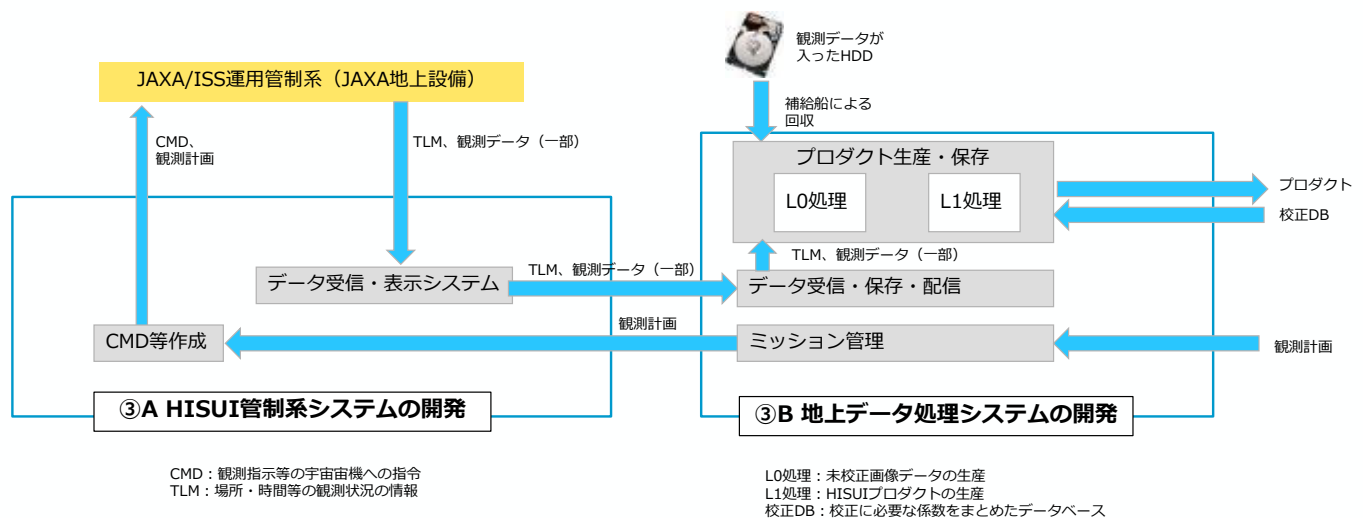 観測データが
入ったHDD
JAXA/ISS運用管制系（JAXA地上設備）
補給船による
回収
CMD、
観測計画
TLM、観測データ（一部）
プロダクト生産・保存
L0処理
L1処理
プロダクト
校正DB
TLM、観測データ（一部）
TLM、観測データ（一部）
データ受信・表示システム
データ受信・保存・配信
観測計画
CMD等作成
ミッション管理
観測計画
③A HISUI管制系システムの開発
③B 地上データ処理システムの開発
CMD：観測指示等の宇宙宙機への指令
TLM：場所・時間等の観測状況の情報
L0処理：未校正画像データの生産
L1処理：HISUIプロダクトの生産
校正DB：校正に必要な係数をまとめたデータベース